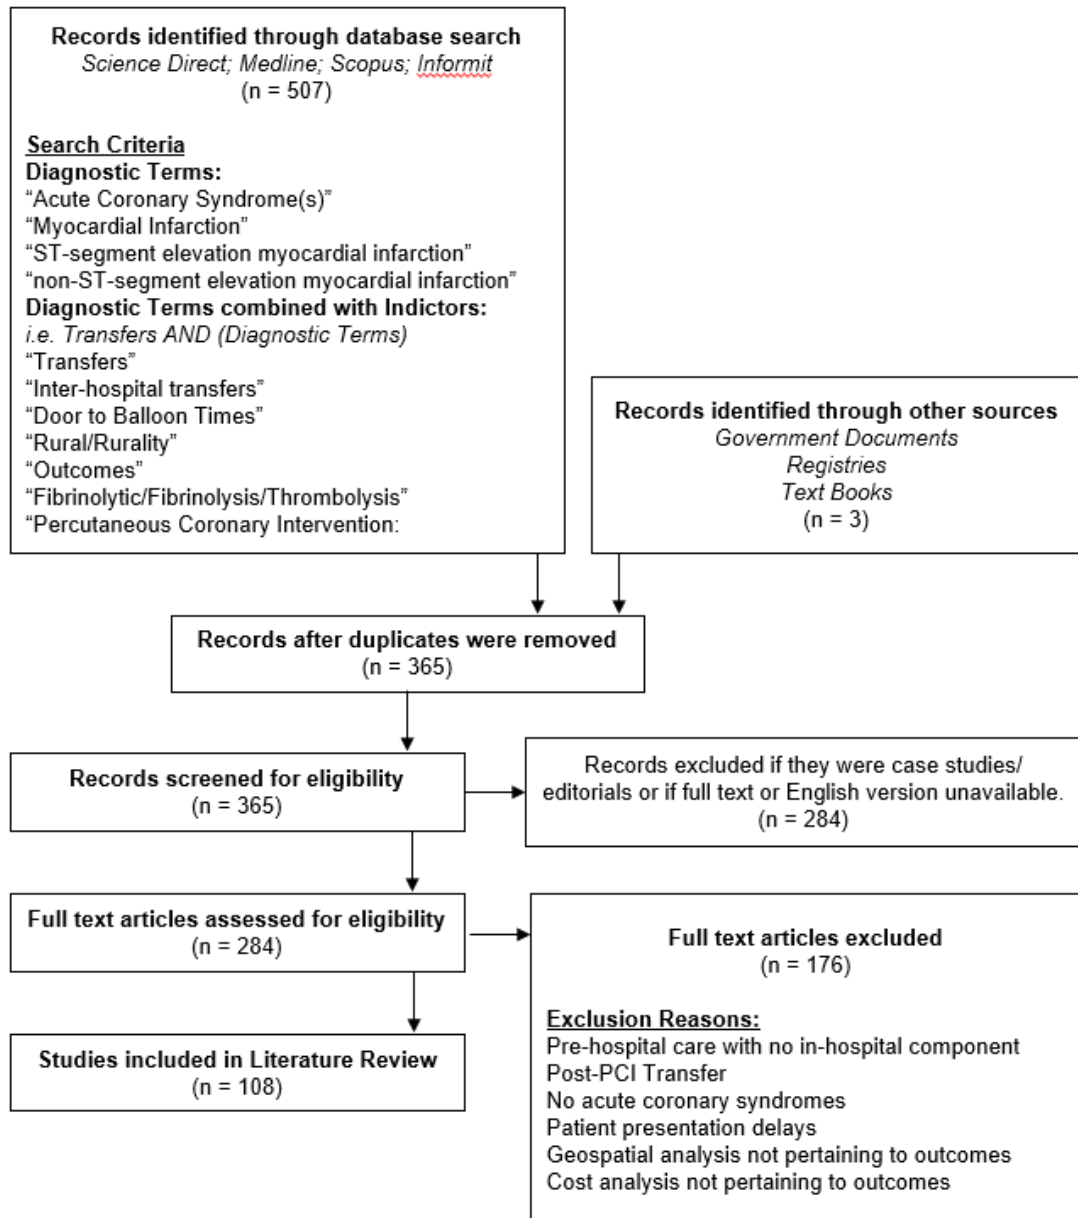 Records identified through database search
Science Direct; Medline; Scopus; Informit
(n = 507)
Search Criteria
Diagnostic Terms:
“Acute Coronary Syndrome(s)”
“Myocardial Infarction”
“ST-segment elevation myocardial infarction”
“non-ST-segment elevation myocardial infarction”
Diagnostic Terms combined with Indictors:
i.e. Transfers AND (Diagnostic Terms)
“Transfers”
“Inter-hospital transfers”
“Door to Balloon Times”
“Rural/Rurality”
“Outcomes”
“Fibrinolytic/Fibrinolysis/Thrombolysis”
“Percutaneous Coronary Intervention:
Records identified through other sources
Government Documents
Registries
Text Books
(n = 3)
Records after duplicates were removed
(n = 365)
Records screened for eligibility
(n = 365)
Records excluded if they were case studies/
editorials or if full text or English version unavailable.
(n = 284)
Full text articles assessed for eligibility
(n = 284)
Full text articles excluded
(n = 176)
Exclusion Reasons:
Pre-hospital care with no in-hospital component
Post-PCI Transfer
No acute coronary syndromes
Patient presentation delays
Geospatial analysis not pertaining to outcomes
Cost analysis not pertaining to outcomes
Studies included in Literature Review
(n = 108)